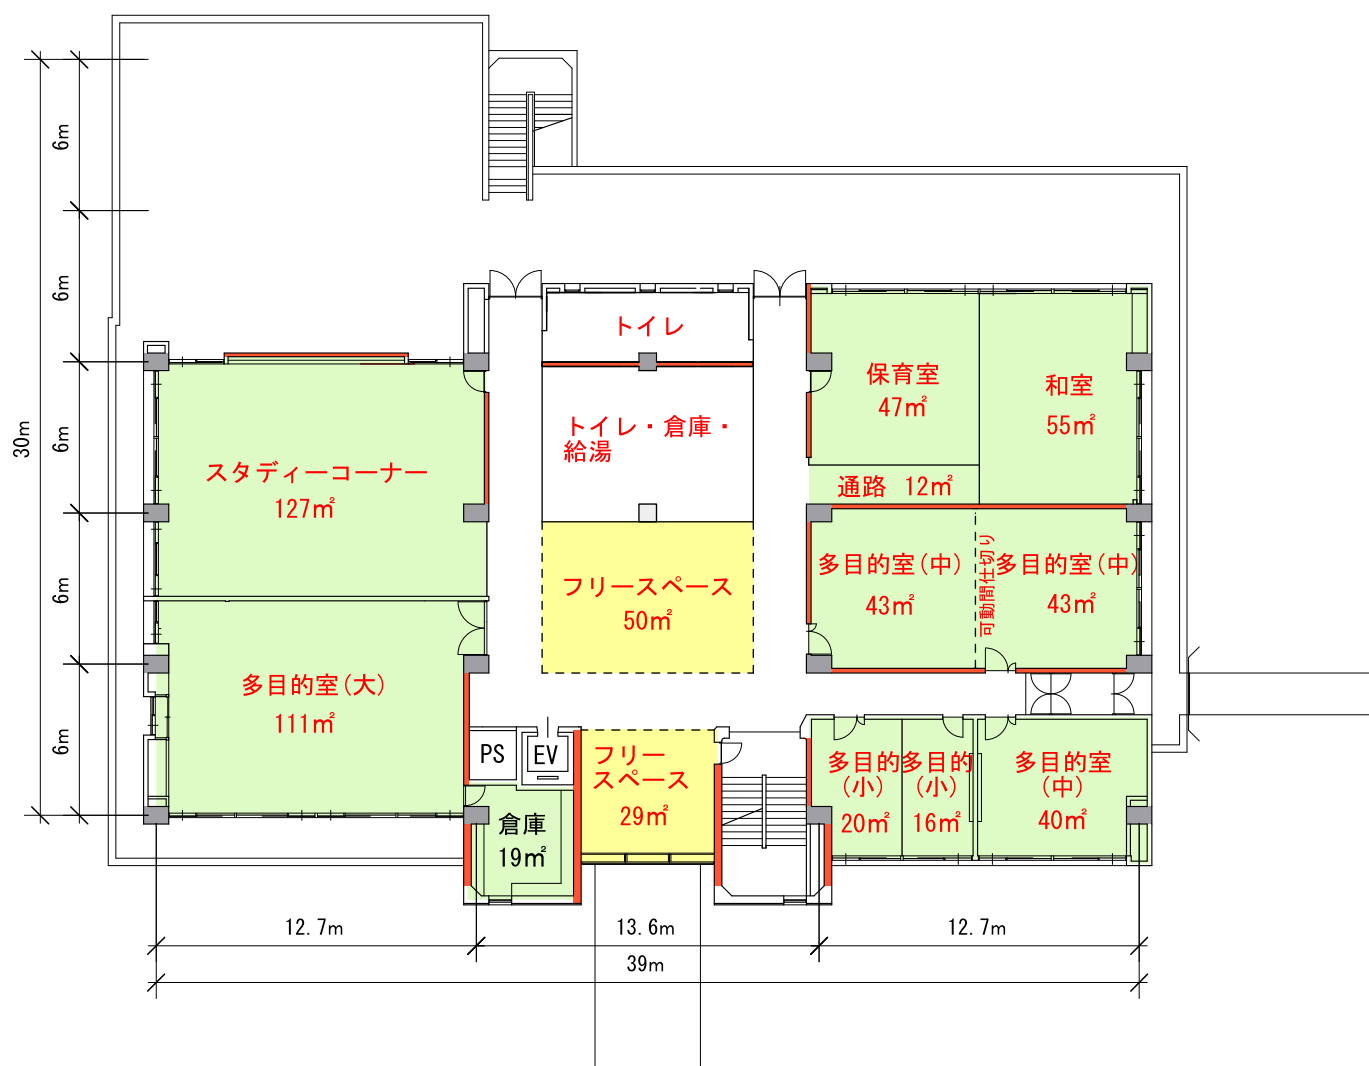 6m
6m
6m
6m
6m
30m
トイレ
トイレ・倉庫・
給湯
保育室
47㎡
和室
55㎡
通路 12㎡
スタディーコーナー
127㎡
フリースペース
50㎡
多目的室(中)
43㎡
可動間仕切り
多目的室(中)
43㎡
多目的室(大)
111㎡
PS
EV
フリー
スペース
29㎡
倉庫
19㎡
多目的
(小)
20㎡
多目的
(小)
16㎡
多目的室
(中)
40㎡
12.7m
13.6m
12.7m
39m